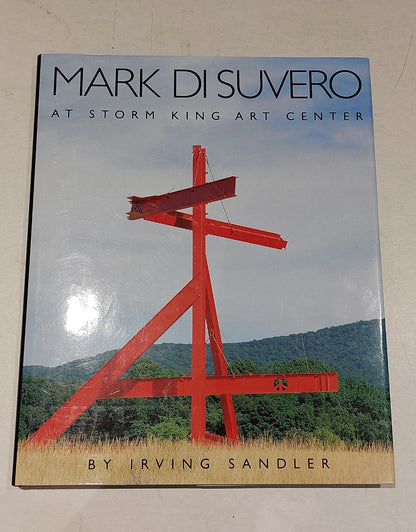 MARK DI SUVERO
AT STORM KING ART CENTER
BY IRVING SANDLER